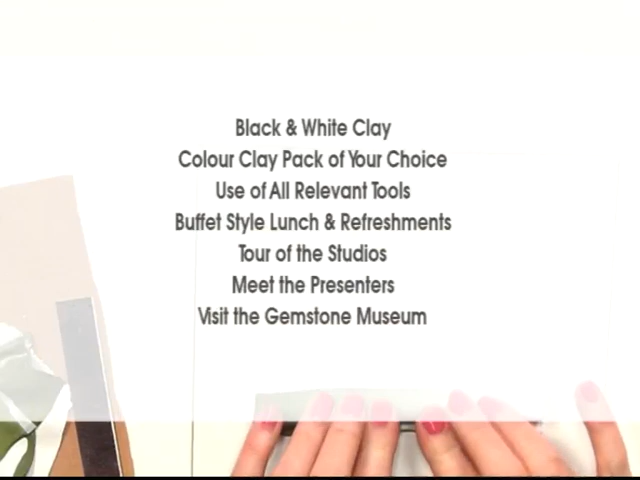 Black & White Clay
Colour Clay Pack of Your Choice
Use of All Relevant Tools
Buffet Style Lunch & Refreshments
Tour of the Studios
Meet the Presenters
Visit the Gemstone Museum